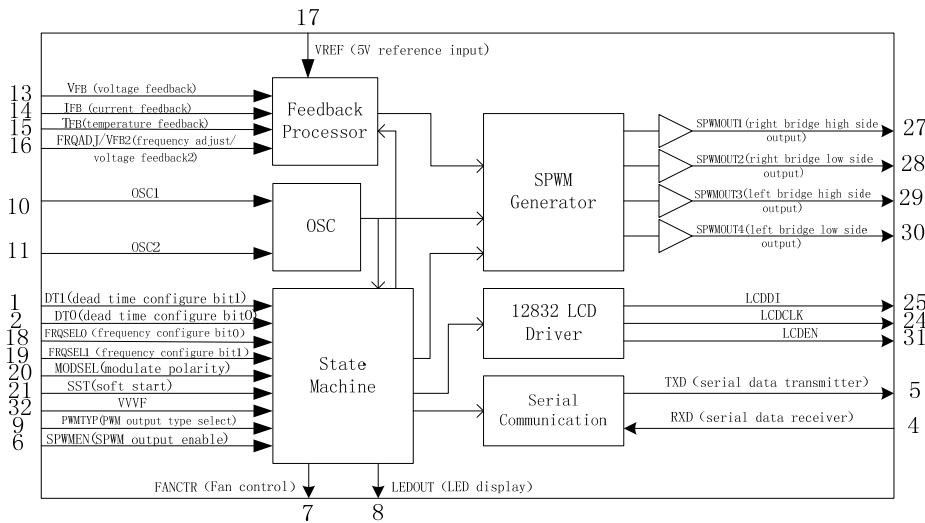 17
VREF (5V reference input)
13
VFB (voltage feedback)
14
IFB (current feedback)
15
TFB(temperature feedback)
16
FRQADJ/VFB2(frequency adjust/
voltage feedback2)
Feedback
Processor
10
OSC1
11
OSC2
OSC
SPWM
Generator
SPWMOUT1(right bridge high side
output)
27
SPWMOUT2(right bridge low side
output)
28
SPWMOUT3(left bridge high side
output)
29
SPWMOUT4(left bridge low side
output)
30
1
DT1(dead time configure bit1)
2
DT0(dead time configure bit0)
18
FRQSEL0 (frequency configure bit0)
19
FRQSEL1 (frequency configure bit1)
20
MODSEL(modulate polarity)
21
SST(soft start)
32
VVVF
9
PWMTYP(PWM output type select)
6
SPWMEN(SPWM output enable)
State
Machine
12832 LCD
Driver
LCDDI
25
LCDCLK
24
LCDEN
31
Serial
Communication
TXD (serial data transmitter)
5
RXD (serial data receiver)
4
FANCTR (Fan control)
7
LEDOUT (LED display)
8